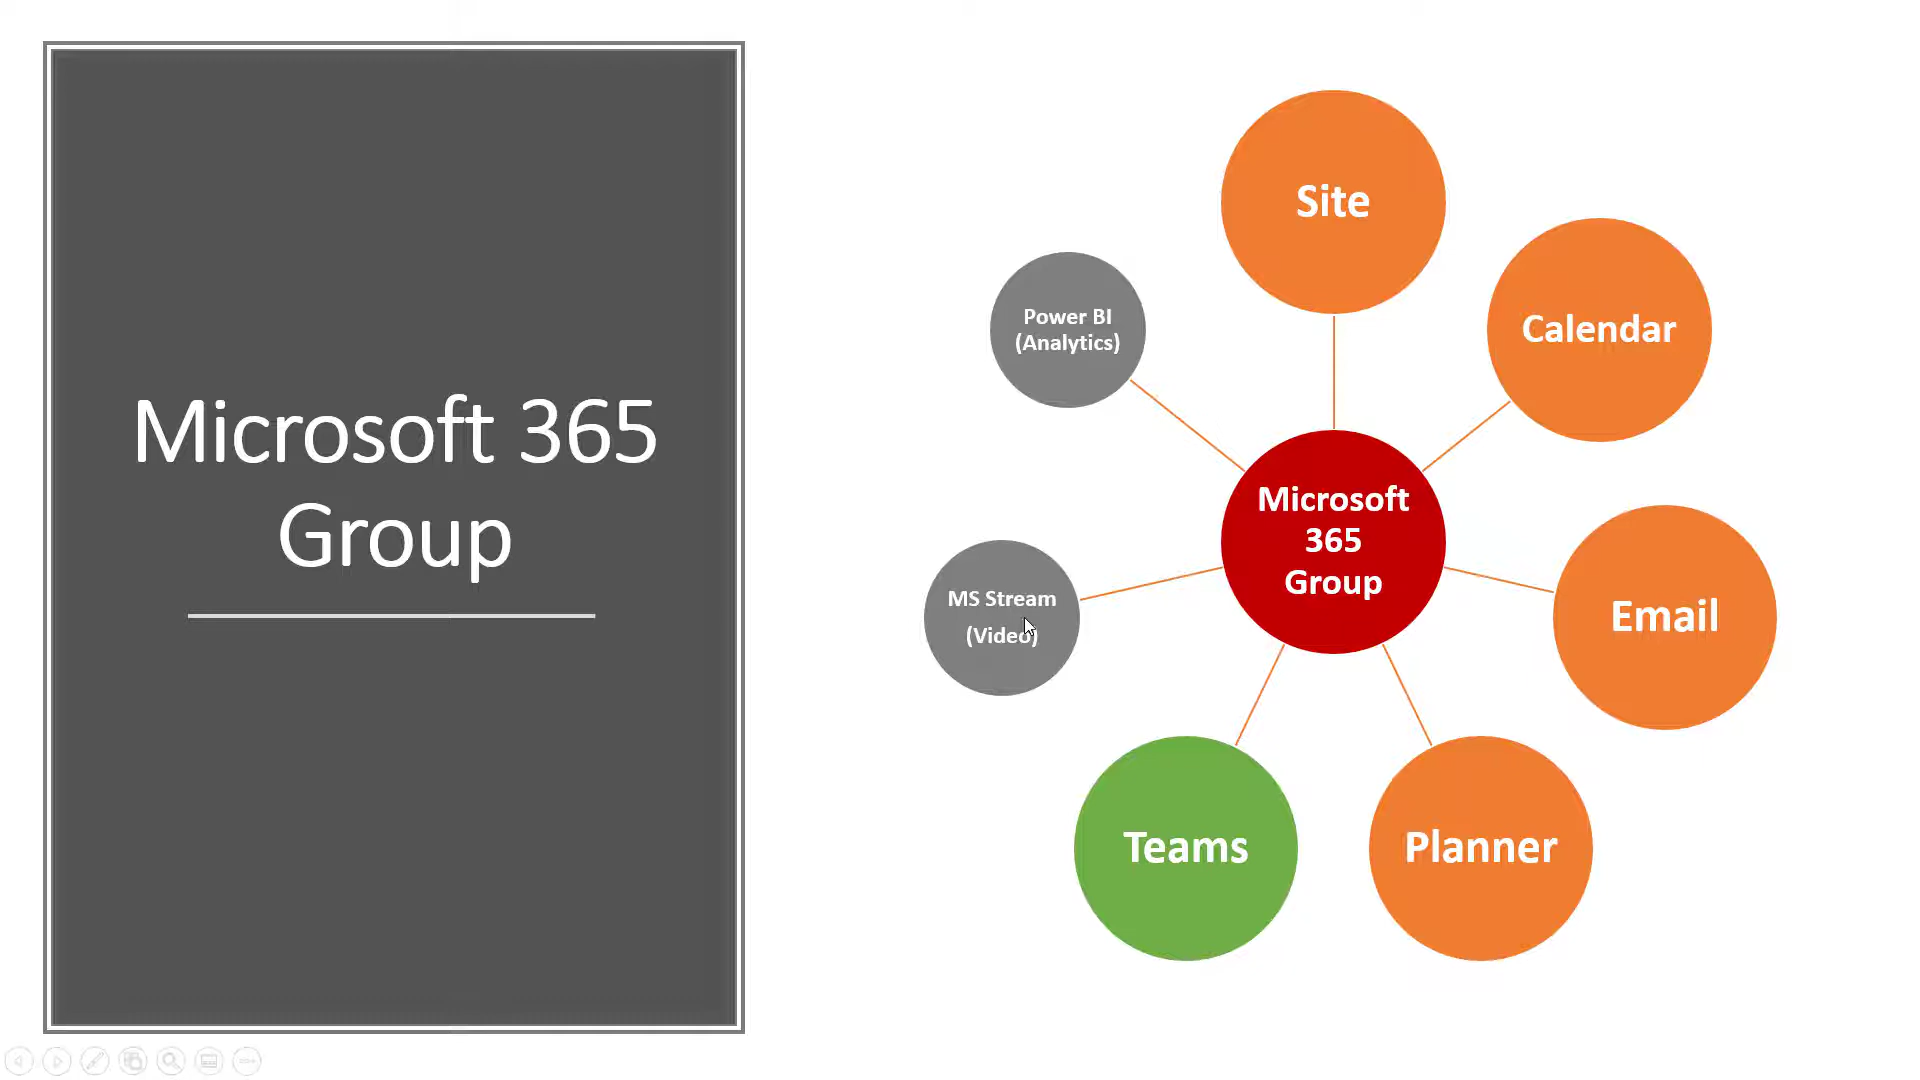 Microsoft 365
Group
Site
Calendar
Power BI
(Analytics)
Microsoft
365
Group
MS Stream
(Video)
Email
Teams
Planner